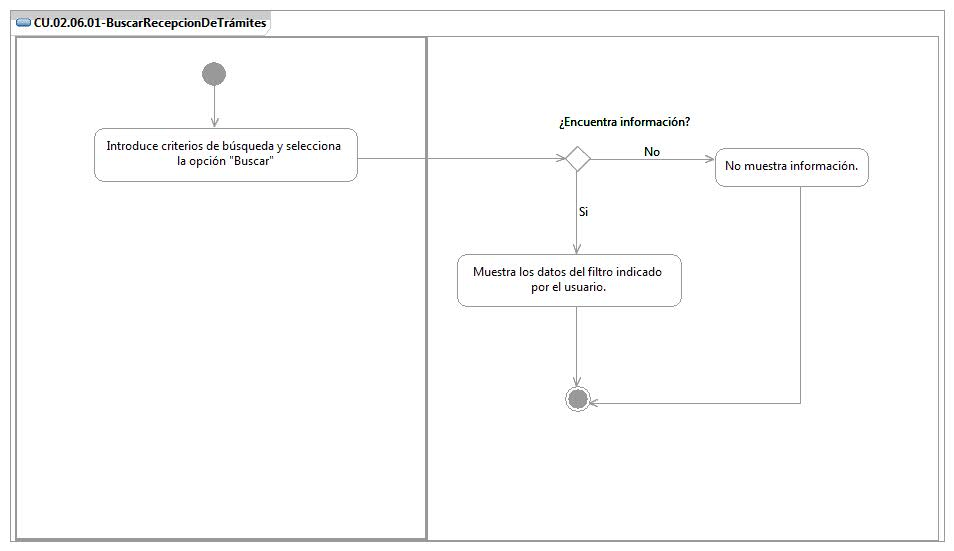 CU.02.06.01-BuscarRecepcionDeTrámites
¿Encuentra información?
Introduce criterios de búsqueda y selecciona
la opción "Buscar"
No
No muestra información.
Si
Muestra los datos del filtro indicado
por el usuario.